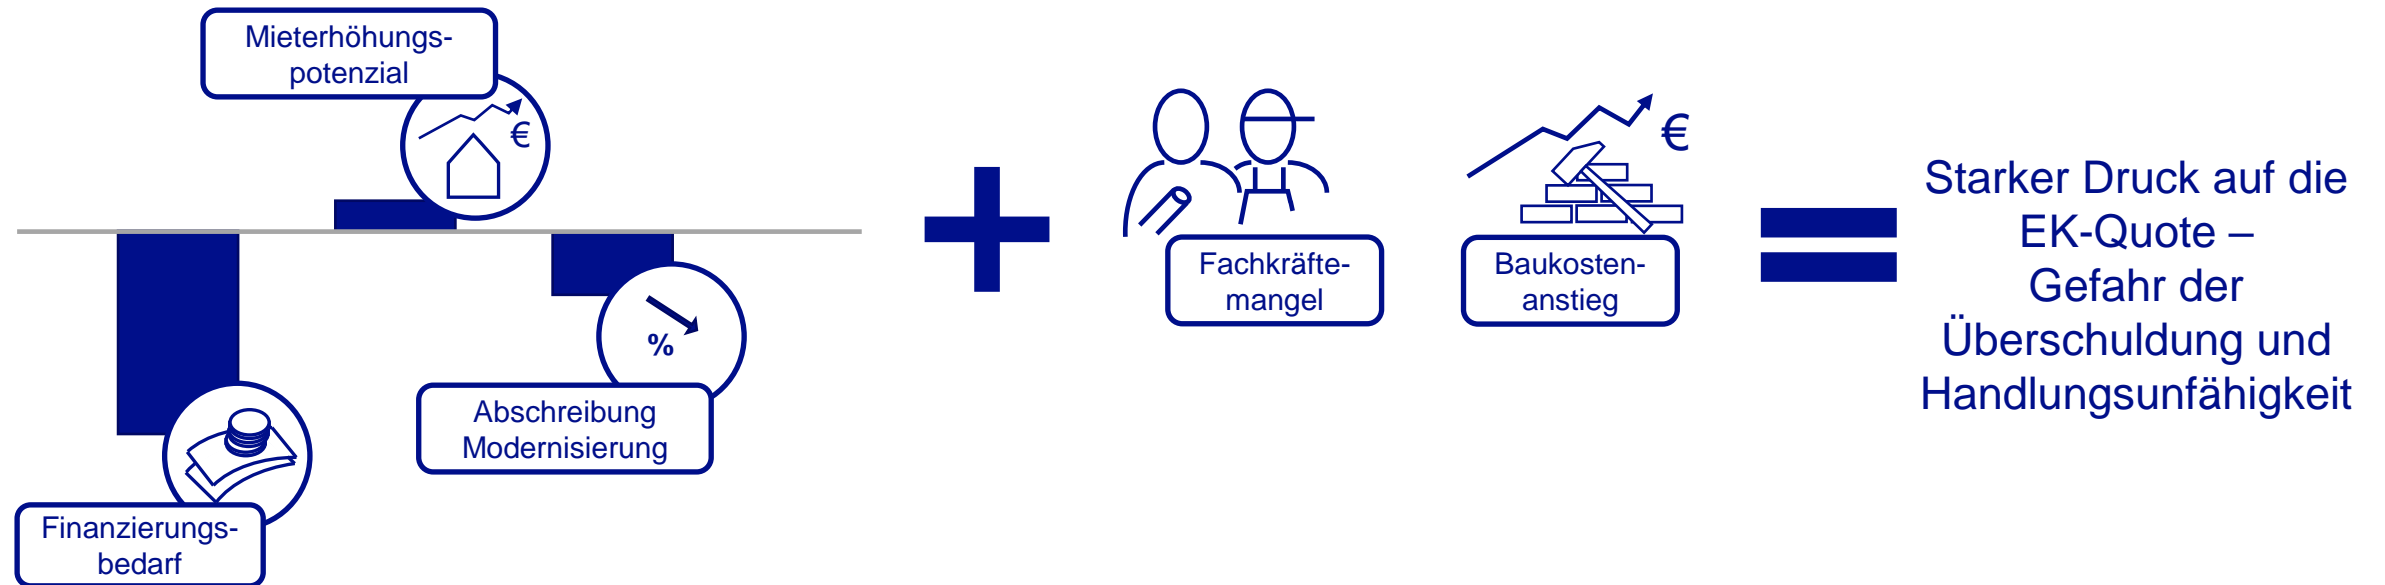 Mieterhöhungs-
potenzial
€
%
Abschreibung
Modernisierung
Finanzierungs-
bedarf
Fachkräfte-
mangel
€
Baukosten-
anstieg
Starker Druck auf die
EK-Quote –
Gefahr der
Überschuldung und
Handlungsunfähigkeit